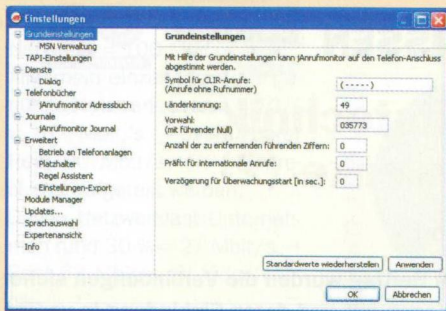 Einstellungen
Grundeinstellungen
MSN Verwaltung
TAPI-Einstellungen
Dienste
Dialog
Telefonbücher
jAnrufmonitor Adressbuch
Journale
jAnrufmonitor Journal
Erweitert
Betrieb an Telefonanlagen
Platzhalter
Regel Assistent
Einstellungen-Export
Module Manager
Updates...
Sprachauswahl
Expertenansicht
Info
Grundeinstellungen
Mit Hilfe der Grundeinstellungen kann jAnrufmonitor auf den Telefon-Anschluss
abgestimmt werden.
Symbol für CLIR-Anrufe:
(Anrufe ohne Rufnummer)
(-----)
Länderkennung:
49
Vorwahl:
(mit führender Null)
035773
Anzahl der zu entfernenden führenden Ziffern:
0
Präfix für internationale Anrufe:
0
Verzögerung für Überwachungsstart [in sec.]:
0
Standardwerte wiederherstellen
Anwenden
OK
Abbrechen